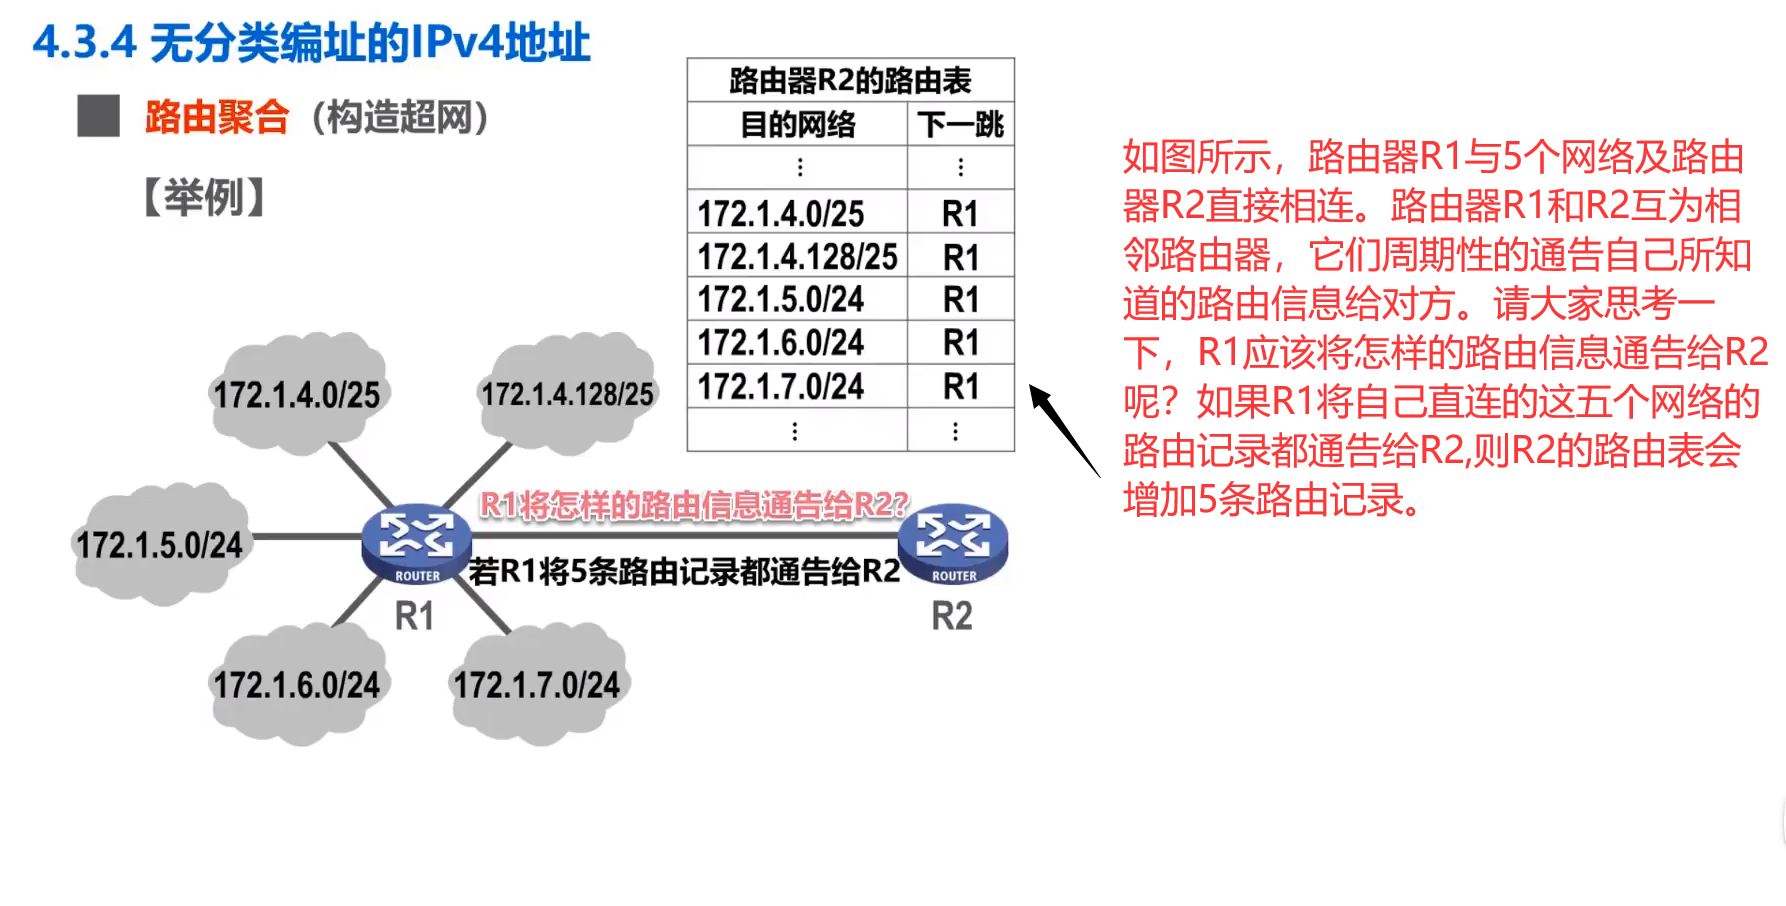 4.3.4 无分类编址的IPv4地址
路由聚合（构造超网）
【举例】
路由器R2的路由表
目的网络 下一跳
⋮ ⋮
172.1.4.0/25 R1
172.1.4.128/25 R1
172.1.5.0/24 R1
172.1.6.0/24 R1
172.1.7.0/24 R1
⋮ ⋮
如图所示，路由器R1与5个网络及路由
器R2直接相连。路由器R1和R2互为相
邻路由器，它们周期性的通告自己所知
道的路由信息给对方。请大家思考一
下，R1应该将怎样的路由信息通告给R2
呢？如果R1将自己直连的这五个网络的
路由记录都通告给R2,则R2的路由表会
增加5条路由记录。
172.1.4.0/25
172.1.4.128/25
R1将怎样的路由信息通告给R2?
172.1.5.0/24
若R1将5条路由记录都通告给R2
ROUTER
ROUTER
R1
R2
172.1.6.0/24
172.1.7.0/24